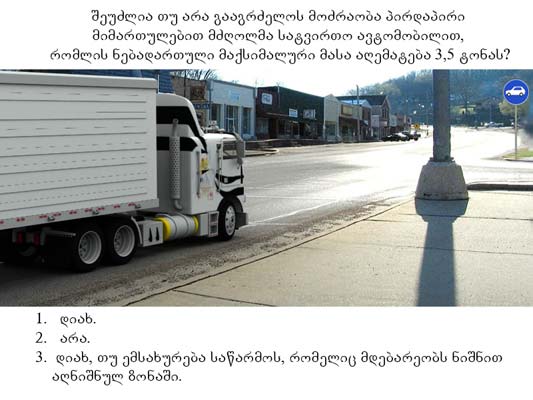 შეუძლია თუ არა გააგრძელოს მოძრაობა პირდაპირი
მიმართულებით მძღოლმა სატვირთო ავტომობილით,
რომლის ნებადართული მაქსიმალური მასა აღემატება 3,5 ტონას?
1. დიახ.
2. არა.
3. დიახ, თუ ემსახურება საწარმოს, რომელიც მდებარეობს ნიშნით
აღნიშნულ ზონაში.